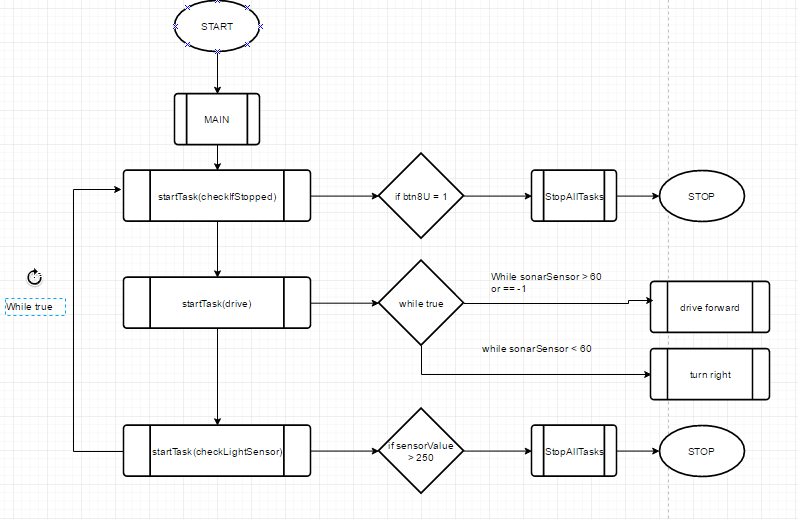 START
MAIN
startTask(checkIfStopped)
if btn8U = 1
StopAllTasks
STOP
While sonarSensor > 60
or == -1
While true
startTask(drive)
while true
drive forward
while sonarSensor < 60
turn right
startTask(checkLightSensor)
if sensorValue
> 250
StopAllTasks
STOP